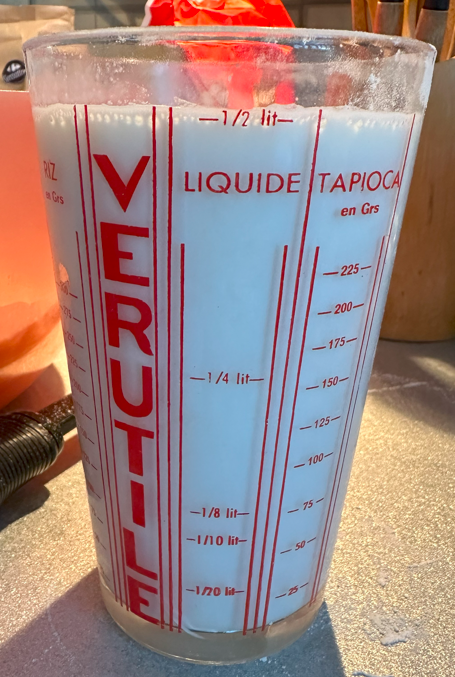 1/2 lit
RIZ
en Grs
VERUTILE
LIQUIDE
TAPIOCA
en Grs
225
200
175
1/4 lit
150
125
100
1/8 lit
75
1/10 lit
50
1/20 lit
25